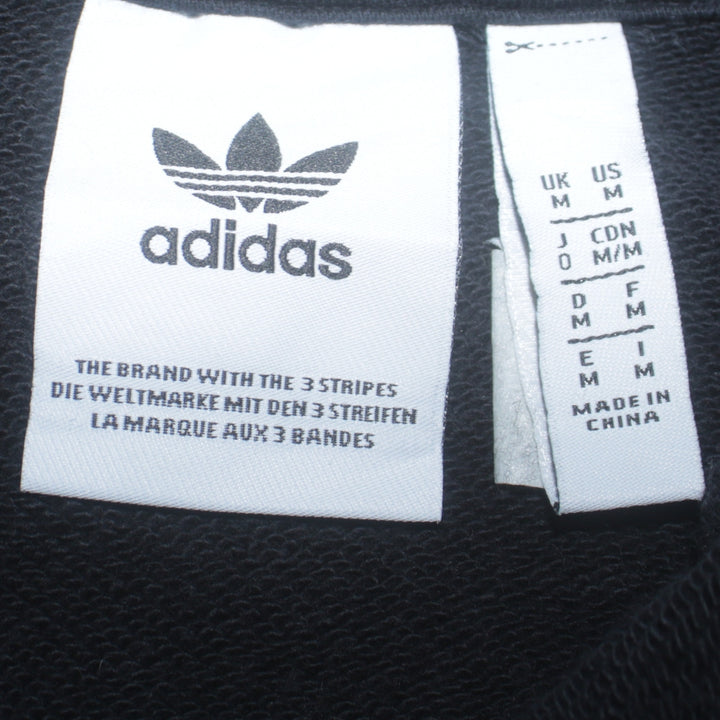 adidas
THE BRAND WITH THE 3 STRIPES
DIE WELTMARKE MIT DEN 3 STREIFEN
LA MARQUE AUX 3 BANDES
UK US
M M
J CDN
O M/M
D F
M M
E I
M M
MADE IN
CHINA